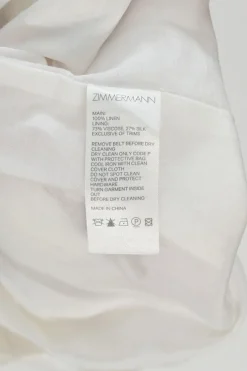 ZIMMERMANN
MAIN:
100% LINEN
LINING:
73% VISCOSE, 27% SILK
EXCLUSIVE OF TRIMS
REMOVE BELT BEFORE DRY
CLEANING
DRY CLEAN ONLY CODE P
WITH PROTECTIVE BAG
COOL IRON WITH CLEAN
COVER CLOTH
DO NOT SPOT CLEAN
COVER AND PROTECT
HARDWARE
TURN GARMENT INSIDE
OUT
BEFORE DRY CLEANING
MADE IN CHINA